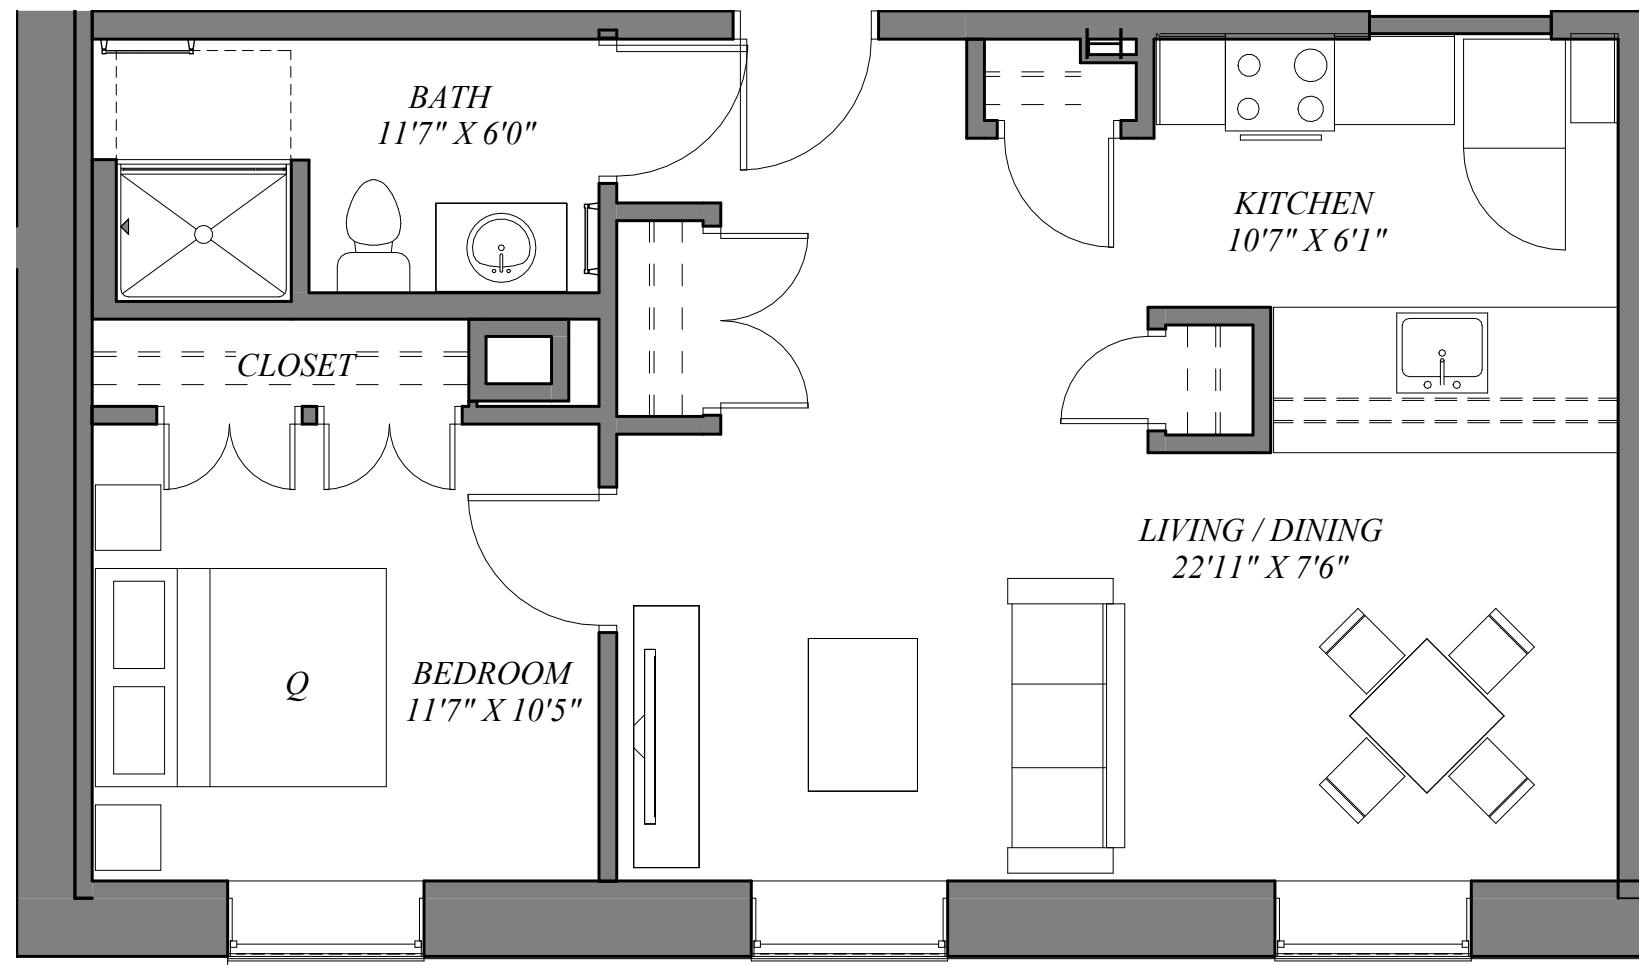 BATH
11'7" X 6'0"
KITCHEN
10'7" X 6'1"
CLOSET
LIVING / DINING
22'11" X 7'6"
BEDROOM
11'7" X 10'5"
Q